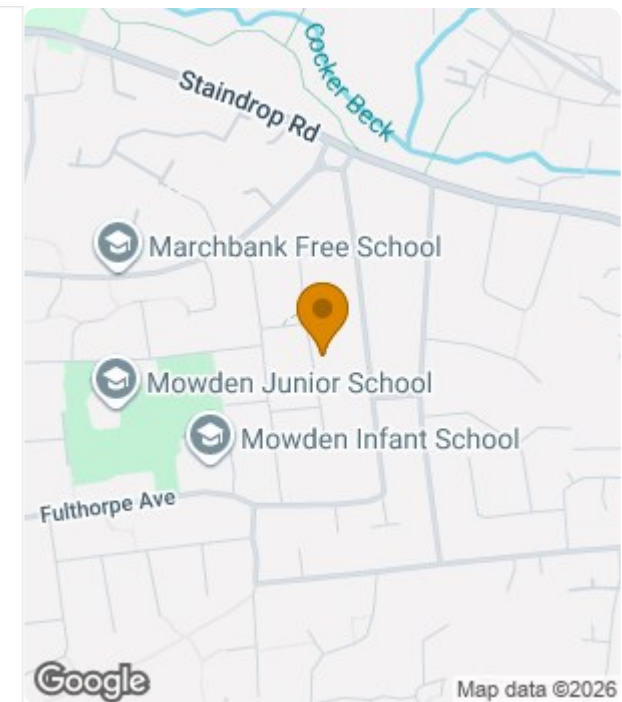 Cocker Beck
Staindrop Rd
Marchbank Free School
Mowden Junior School
Mowden Infant School
Fulthorpe Ave
Google
Map data ©2026